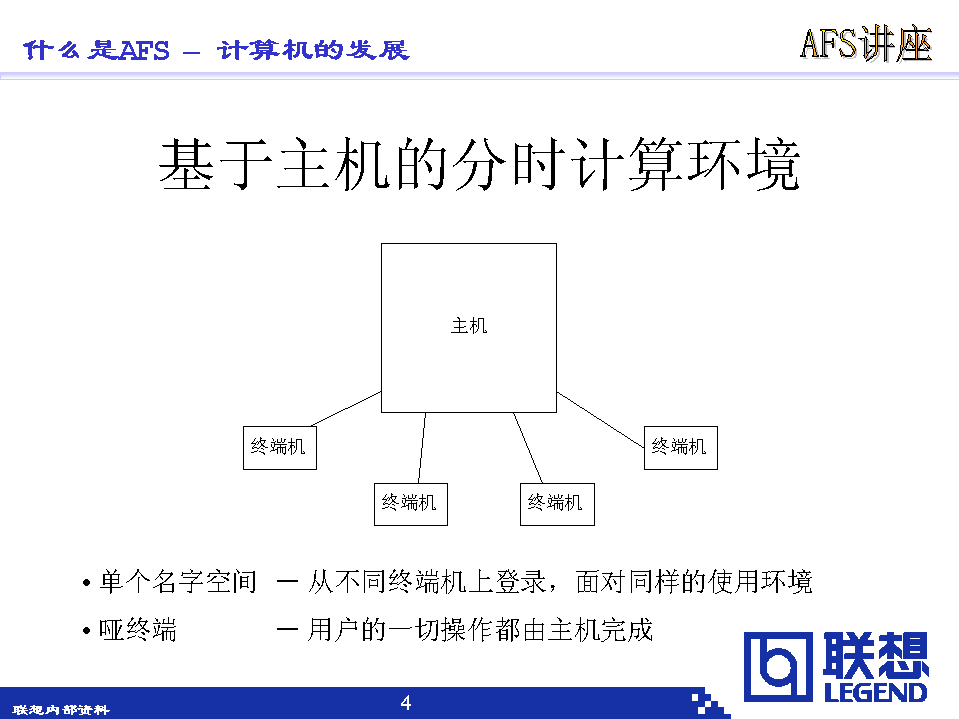 什么是AFS – 计算机的发展
AFS讲座
基于主机的分时计算环境
主机
终端机
终端机
终端机
终端机
• 单个名字空间 － 从不同终端机上登录，面对同样的使用环境
• 哑终端 － 用户的一切操作都由主机完成
联想
LEGEND
联想内部资料
4